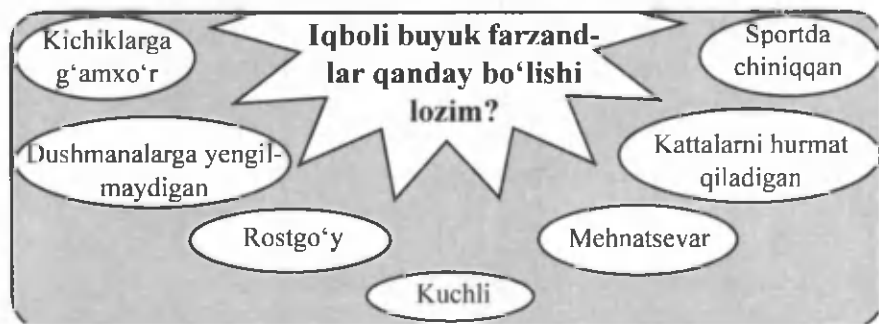 Iqboli buyuk farzand-
lar qanday bo‘lishi
lozim?
Kichiklarga
g‘amxo‘r
Sportda
chiniqqan
Dushmanalarga yengil-
maydigan
Kattalarni hurmat
qiladigan
Rostgo‘y
Mehnatsevar
Kuchli